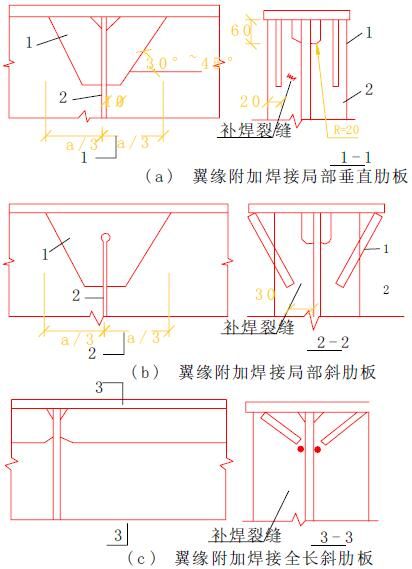 1
2
30°~45°
10
a/3
a/3
1
60
1
20
2
R=20
补焊裂缝
1-1
(a) 翼缘附加焊接局部垂直肋板
1
2
a/3
a/3
2
30
1
2
补焊裂缝
2-2
(b) 翼缘附加焊接局部斜肋板
3
3
补焊裂缝
3-3
(c) 翼缘附加焊接全长斜肋板